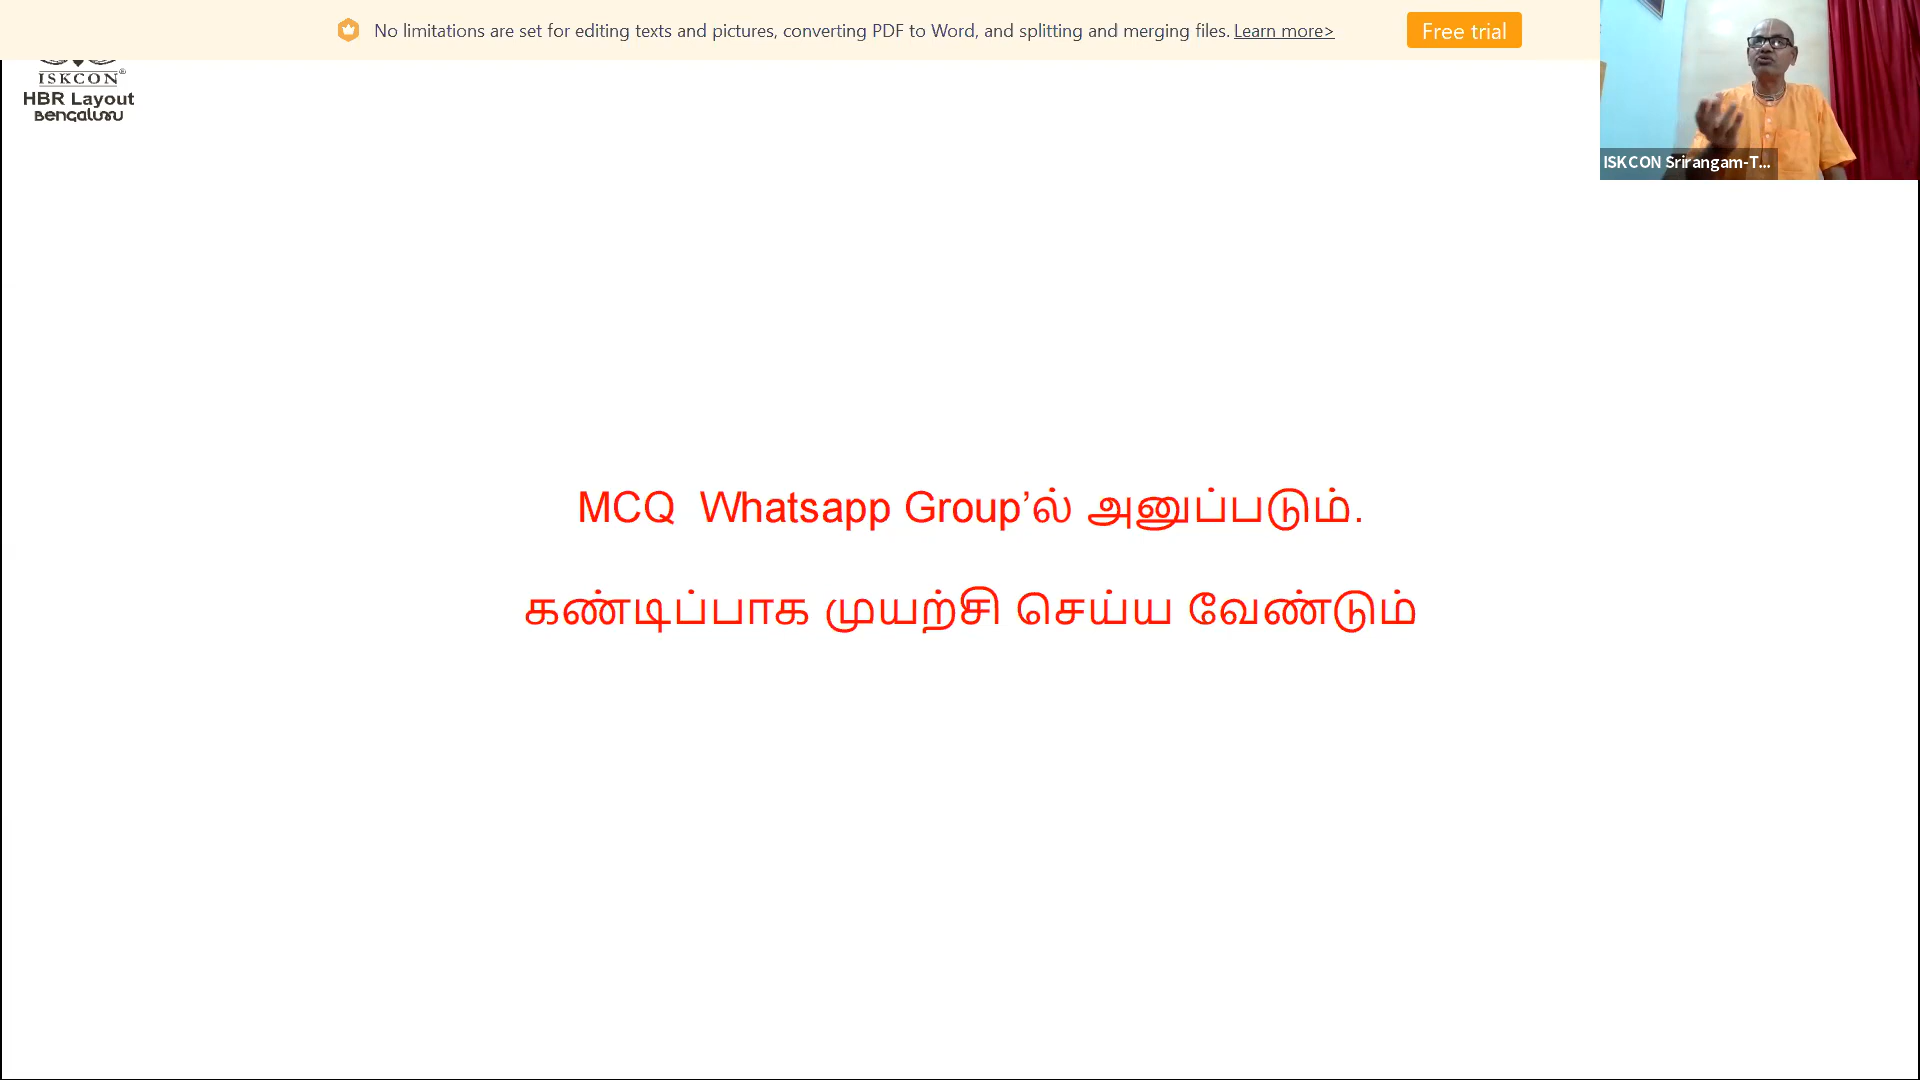 No limitations are set for editing texts and pictures, converting PDF to Word, and splitting and merging files. Learn more> Free trial
ISKCON®
HBR Layout
Bengaluru
ISKCON Srirangam-T...
MCQ Whatsapp Group’ல் அனுப்படும்.
கண்டிப்பாக முயற்சி செய்ய வேண்டும்